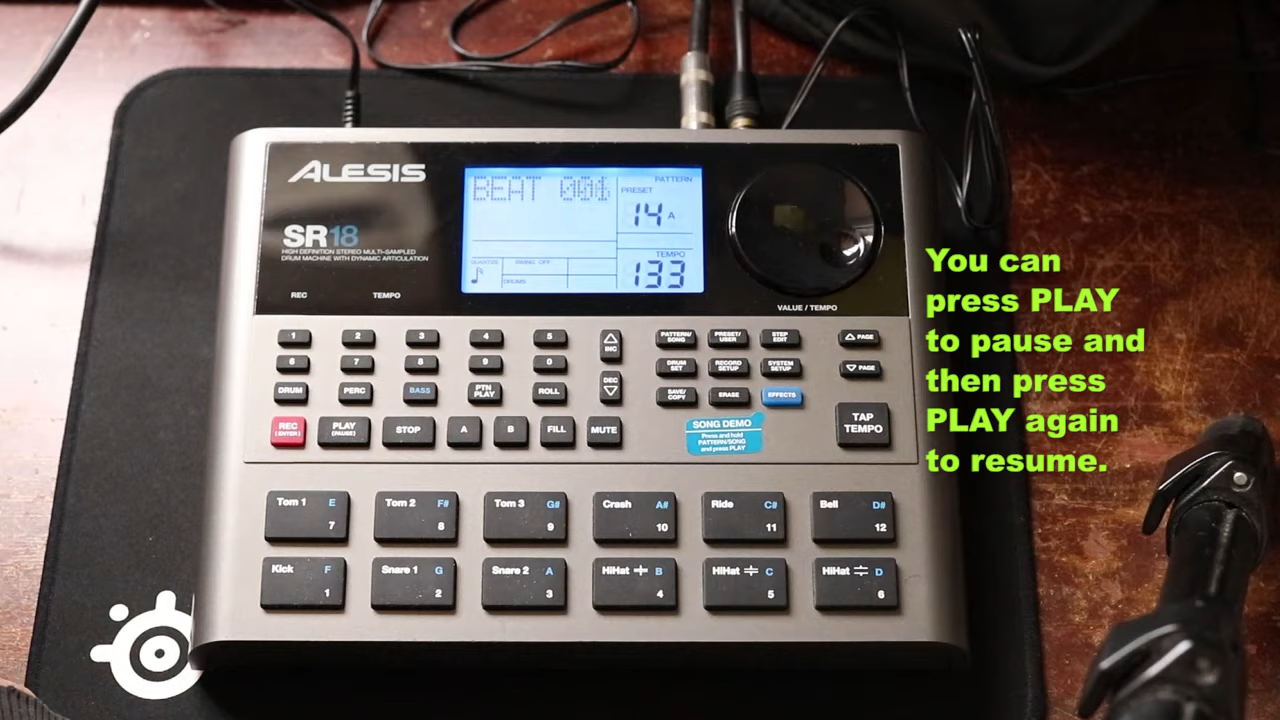 ALESIS
SR18
HIGH DEFINITION STEREO MULTI-SAMPLED
DRUM MACHINE WITH DYNAMIC ARTICULATION
REC TEMPO
BEAT 001
PATTERN
PRESET
14 A
TEMPO
133
QUANTIZE SWING OFF
DRUMS
VALUE / TEMPO
You can
press PLAY
to pause and
then press
PLAY again
to resume.
1 2 3 4 5
INC
PATTERN/
SONG
PRESET/
USER
STEP
EDIT
PAGE
6 7 8 9 0
DRUM
SET
RECORD
SETUP
SYSTEM
SETUP
PAGE
DRUM PERC BASS
PTN
PLAY
ROLL
DEC
SAVE/
COPY
ERASE
EFFECTS
REC
(ENTER)
PLAY
(PAUSE)
STOP A B FILL MUTE
SONG DEMO
Press and hold
PATTERN/SONG
and press PLAY
TAP
TEMPO
Tom 1 E
7
Tom 2 F#
8
Tom 3 G#
9
Crash A#
10
Ride C#
11
Bell D#
12
Kick F
1
Snare 1 G
2
Snare 2 A
3
HiHat B
4
HiHat C
5
HiHat D
6